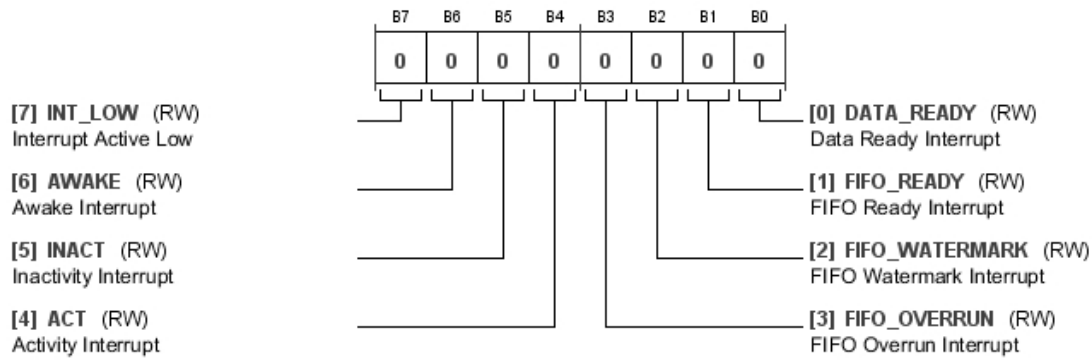 B7 B6 B5 B4 B3 B2 B1 B0
0 0 0 0 0 0 0 0
[7] INT_LOW (RW)
Interrupt Active Low
[6] AWAKE (RW)
Awake Interrupt
[5] INACT (RW)
Inactivity Interrupt
[4] ACT (RW)
Activity Interrupt
[0] DATA_READY (RW)
Data Ready Interrupt
[1] FIFO_READY (RW)
FIFO Ready Interrupt
[2] FIFO_WATERMARK (RW)
FIFO Watermark Interrupt
[3] FIFO_OVERRUN (RW)
FIFO Overrun Interrupt